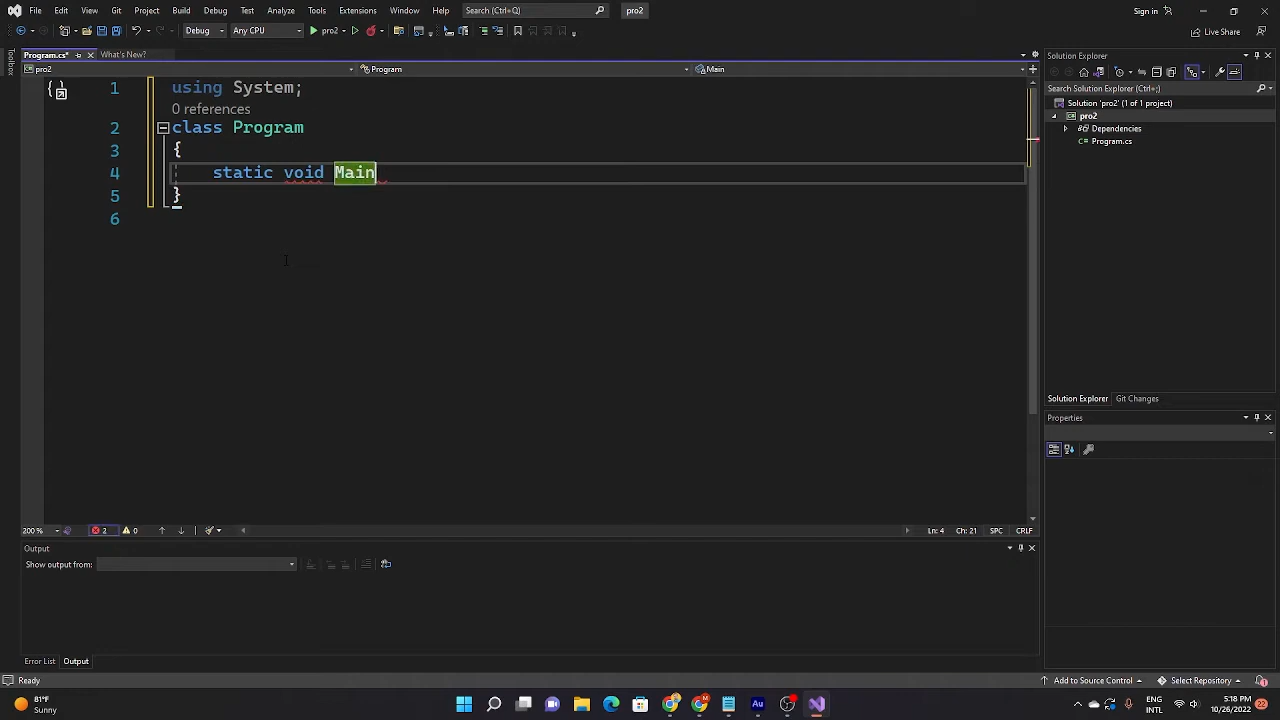 File Edit View Git Project Build Debug Test Analyze Tools Extensions Window Help Search (Ctrl+Q) pro2 Sign in
Debug Any CPU pro2 Live Share
Toolbox
Program.cs* What's New?
pro2 Program Main
1 using System;
0 references
2 class Program
3 {
4 static void Main
5 }
6
200 % 2 0 Ln: 4 Ch: 21 SPC CRLF
Output
Show output from:
Error List Output
Solution Explorer
Search Solution Explorer (Ctrl+;)
Solution 'pro2' (1 of 1 project)
pro2
Dependencies
C# Program.cs
Solution Explorer Git Changes
Properties
Ready Add to Source Control Select Repository
81°F
Sunny
ENG
INTL
5:18 PM
10/26/2022